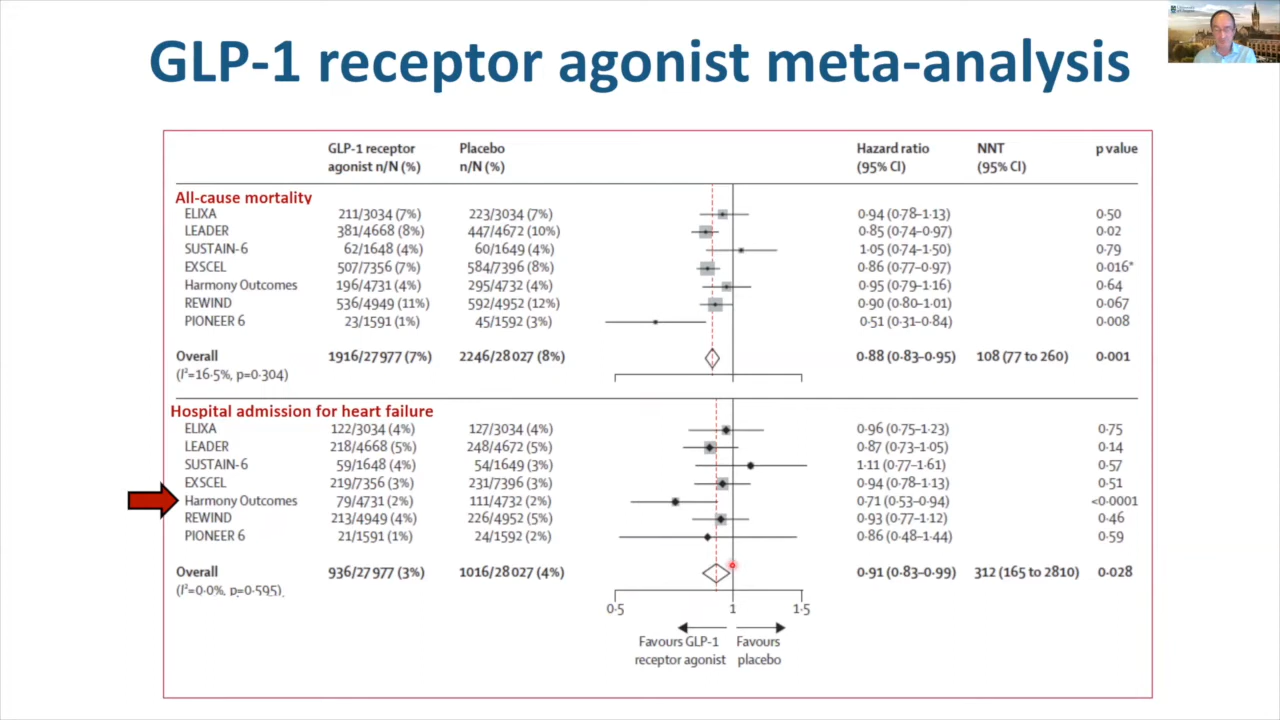 GLP-1 receptor agonist meta-analysis
GLP-1 receptor Placebo Hazard ratio NNT p value
agonist n/N (%) n/N (%) (95% CI) (95% CI)
All-cause mortality
ELIXA 211/3034 (7%) 223/3034 (7%) 0·94 (0·78–1·13) 0·50
LEADER 381/4668 (8%) 447/4672 (10%) 0·85 (0·74–0·97) 0·02
SUSTAIN-6 62/1648 (4%) 60/1649 (4%) 1·05 (0·74–1·50) 0·79
EXSCEL 507/7356 (7%) 584/7396 (8%) 0·86 (0·77–0·97) 0·016*
Harmony Outcomes 196/4731 (4%) 295/4732 (4%) 0·95 (0·79–1·16) 0·64
REWIND 536/4949 (11%) 592/4952 (12%) 0·90 (0·80–1·01) 0·067
PIONEER 6 23/1591 (1%) 45/1592 (3%) 0·51 (0·31–0·84) 0·008
Overall 1916/27977 (7%) 2246/28027 (8%) 0·88 (0·83–0·95) 108 (77 to 260) 0·001
(I²=16·5%, p=0·304)
Hospital admission for heart failure
ELIXA 122/3034 (4%) 127/3034 (4%) 0·96 (0·75–1·23) 0·75
LEADER 218/4668 (5%) 248/4672 (5%) 0·87 (0·73–1·05) 0·14
SUSTAIN-6 59/1648 (4%) 54/1649 (3%) 1·11 (0·77–1·61) 0·57
EXSCEL 219/7356 (3%) 231/7396 (3%) 0·94 (0·78–1·13) 0·51
Harmony Outcomes 79/4731 (2%) 111/4732 (2%) 0·71 (0·53–0·94) <0·0001
REWIND 213/4949 (4%) 226/4952 (5%) 0·93 (0·77–1·12) 0·46
PIONEER 6 21/1591 (1%) 24/1592 (2%) 0·86 (0·48–1·44) 0·59
Overall 936/27977 (3%) 1016/28027 (4%) 0·91 (0·83–0·99) 312 (165 to 2810) 0·028
(I²=0·0%, p=0·595)
0·5 1 1·5
Favours GLP-1 Favours
receptor agonist placebo